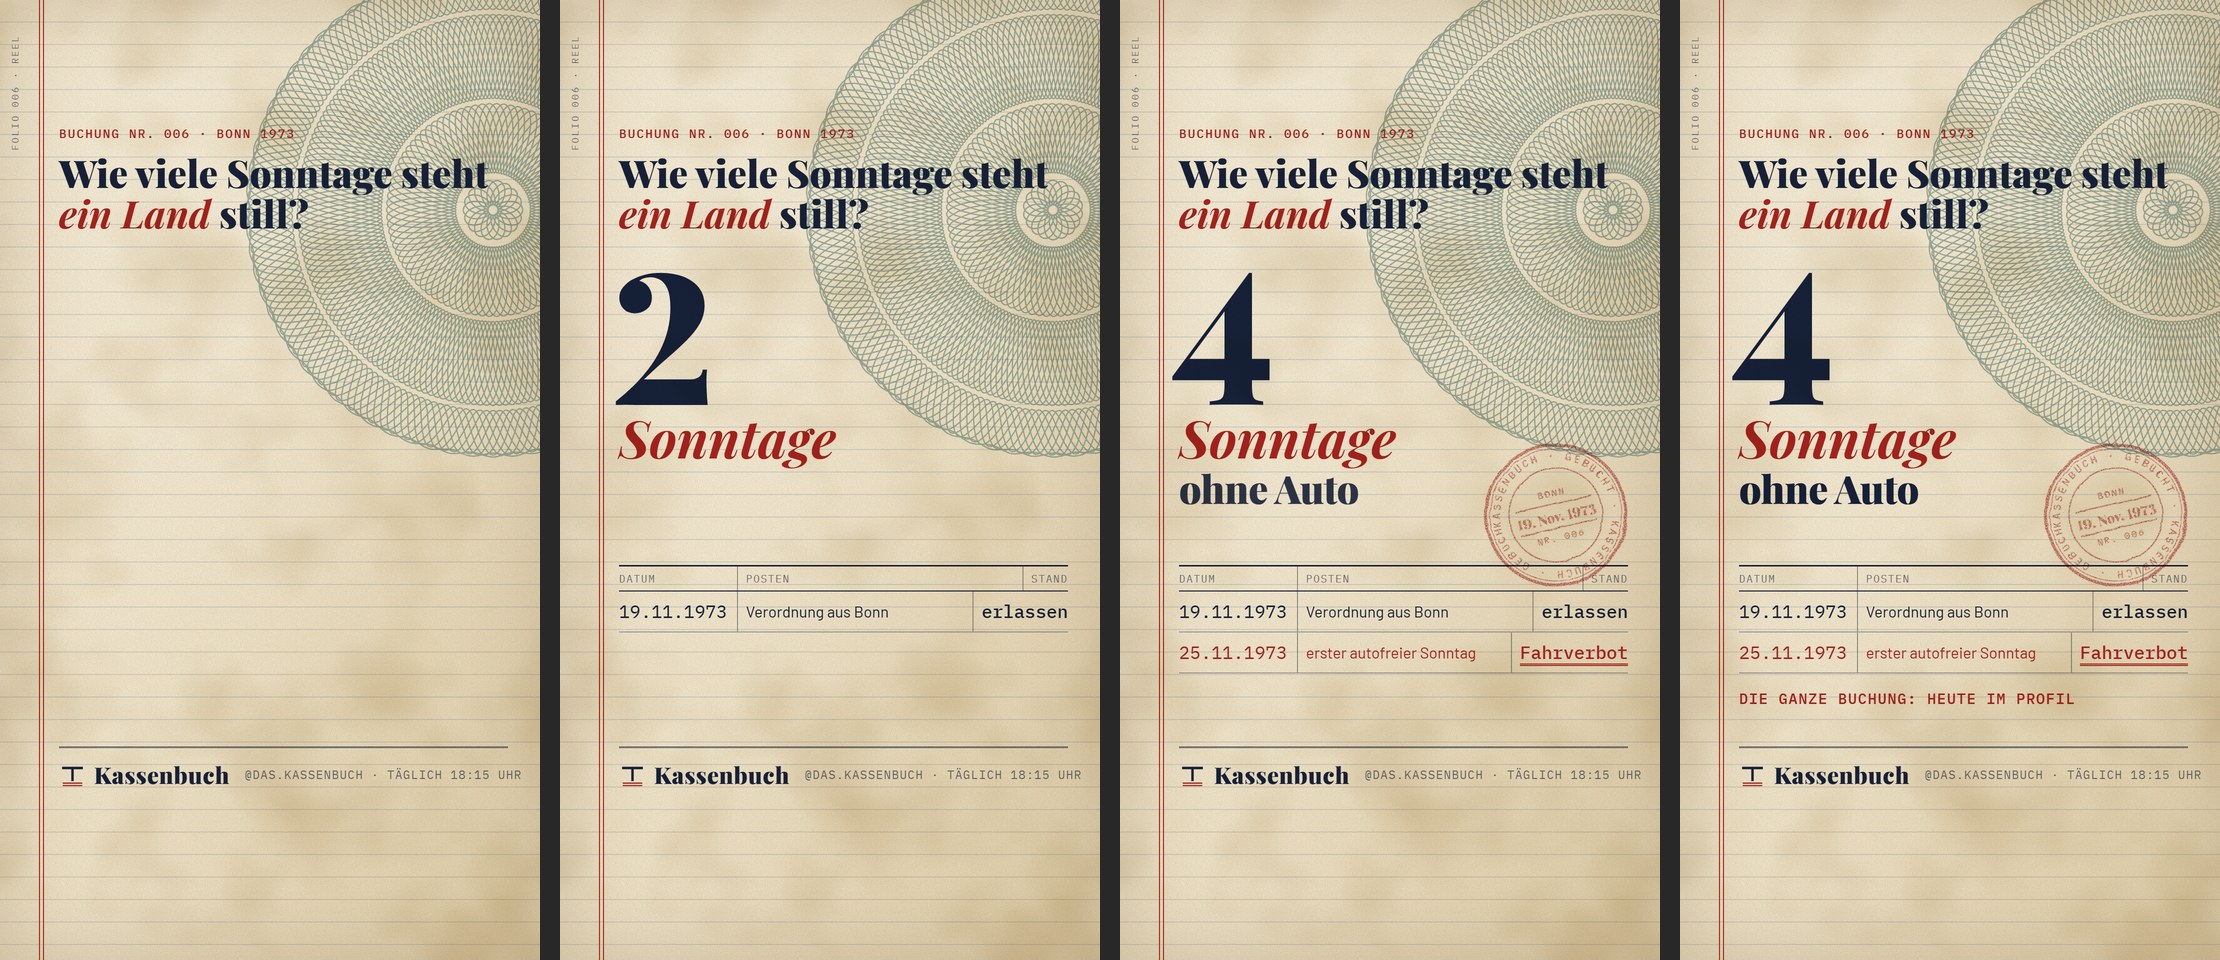 FOLIO 006 · REEL
BUCHUNG NR. 006 · BONN 1973
Wie viele Sonntage steht
ein Land still?
Kassenbuch @DAS.KASSENBUCH · TÄGLICH 18:15 UHR
FOLIO 006 · REEL
BUCHUNG NR. 006 · BONN 1973
Wie viele Sonntage steht
ein Land still?
2
Sonntage
DATUM POSTEN STAND
19.11.1973 Verordnung aus Bonn erlassen
Kassenbuch @DAS.KASSENBUCH · TÄGLICH 18:15 UHR
FOLIO 006 · REEL
BUCHUNG NR. 006 · BONN 1973
Wie viele Sonntage steht
ein Land still?
4
Sonntage
ohne Auto
KASSENBUCH · GEBUCHT · KASSENBUCH · GEBUCHT
BONN
19. Nov. 1973
NR. 006
DATUM POSTEN STAND
19.11.1973 Verordnung aus Bonn erlassen
25.11.1973 erster autofreier Sonntag Fahrverbot
Kassenbuch @DAS.KASSENBUCH · TÄGLICH 18:15 UHR
FOLIO 006 · REEL
BUCHUNG NR. 006 · BONN 1973
Wie viele Sonntage steht
ein Land still?
4
Sonntage
ohne Auto
KASSENBUCH · GEBUCHT · KASSENBUCH · GEBUCHT
BONN
19. Nov. 1973
NR. 006
DATUM POSTEN STAND
19.11.1973 Verordnung aus Bonn erlassen
25.11.1973 erster autofreier Sonntag Fahrverbot
DIE GANZE BUCHUNG: HEUTE IM PROFIL
Kassenbuch @DAS.KASSENBUCH · TÄGLICH 18:15 UHR